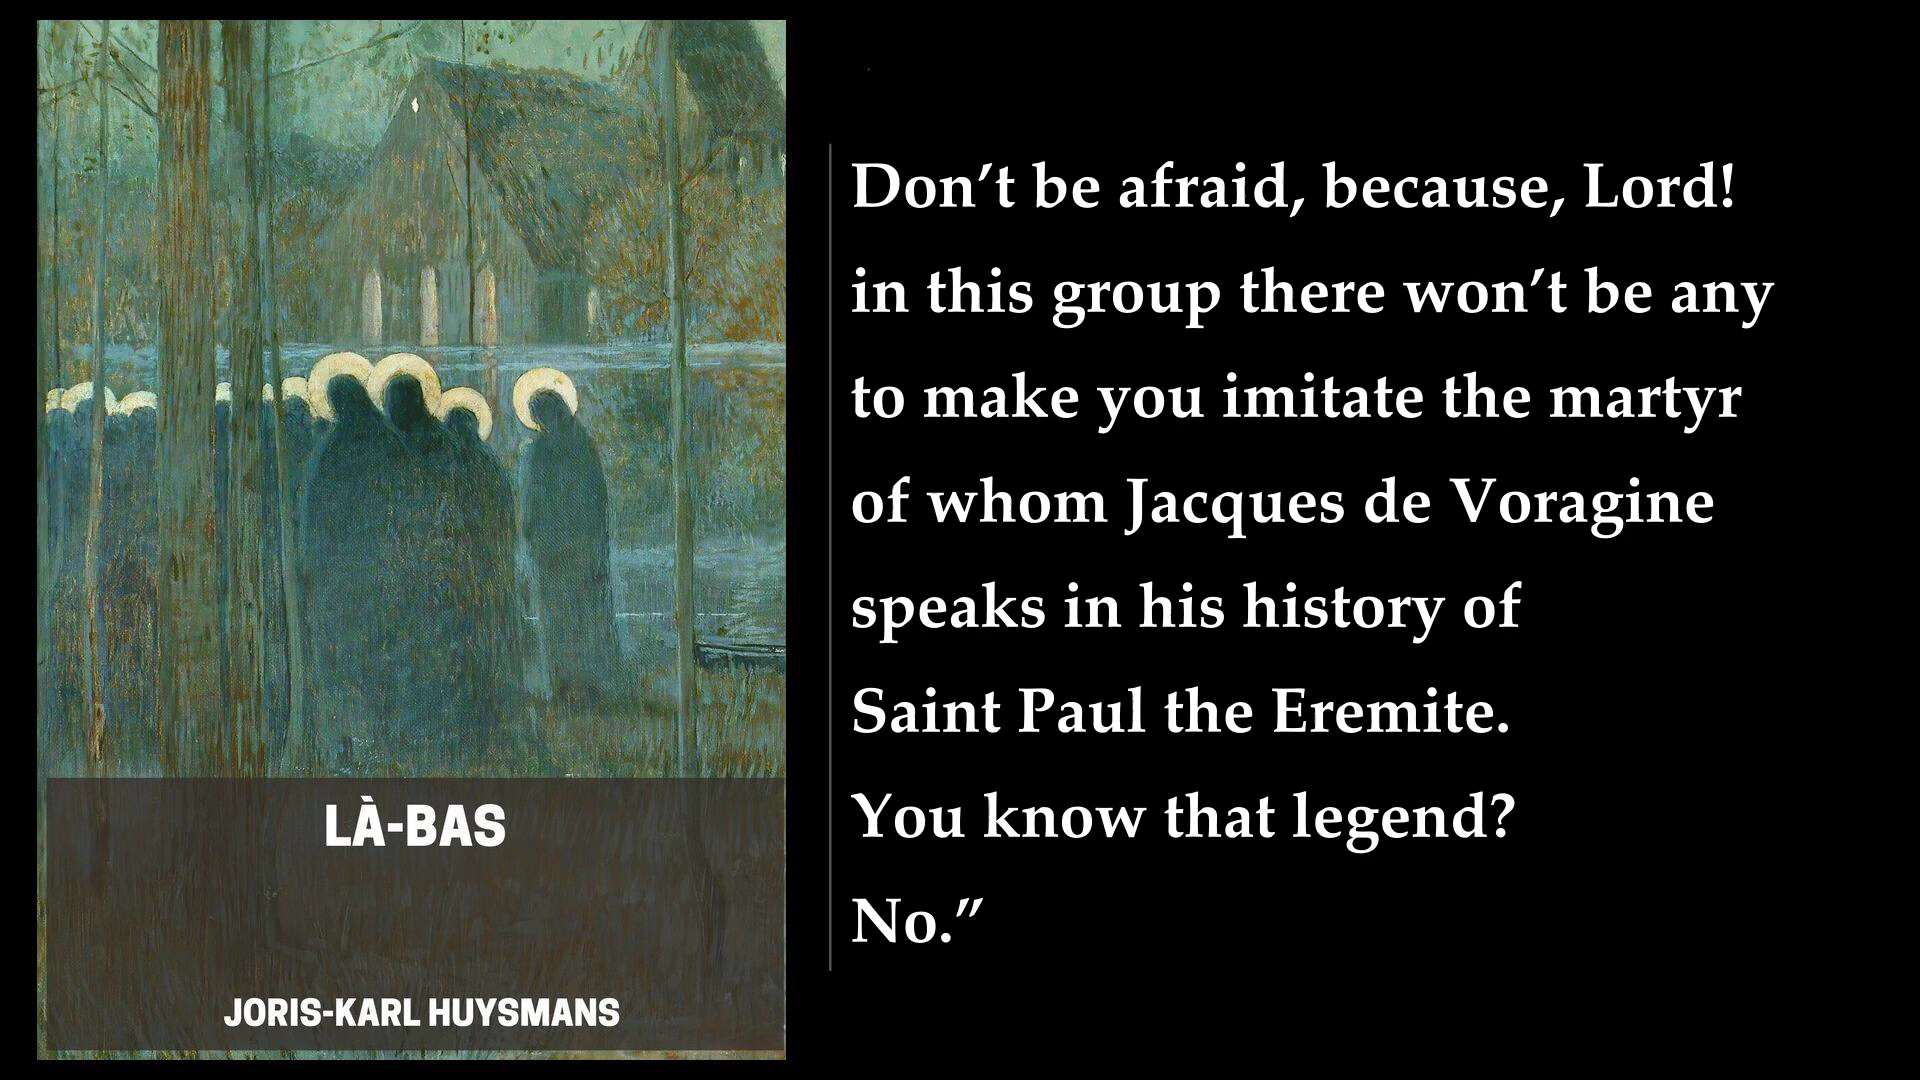 LÀ-BAS
JORIS-KARL HUYSMANS
Don’t be afraid, because, Lord!
in this group there won’t be any
to make you imitate the martyr
of whom Jacques de Voragine
speaks in his history of
Saint Paul the Eremite.
You know that legend?
No.”